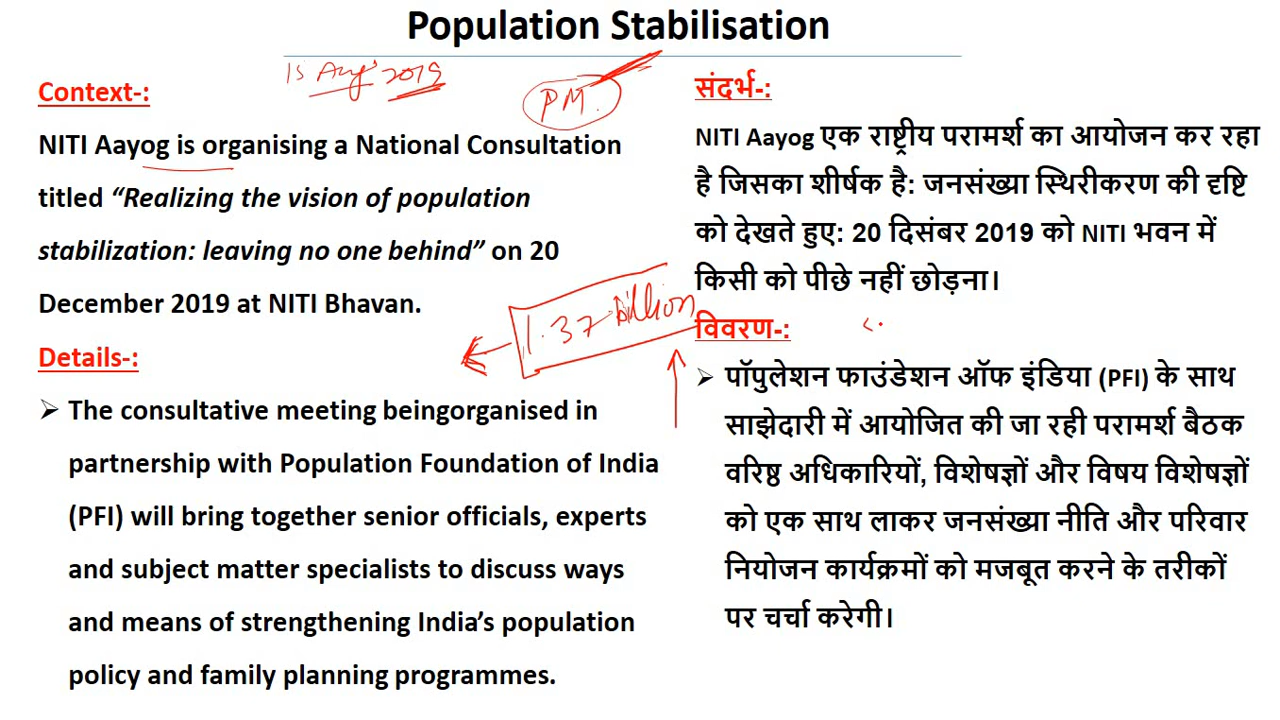 Population Stabilisation
15 Aug' 2019
PM.
Context-:
NITI Aayog is organising a National Consultation
titled “Realizing the vision of population
stabilization: leaving no one behind” on 20
December 2019 at NITI Bhavan.
1.37 billion
Details-:
➢ The consultative meeting beingorganised in
partnership with Population Foundation of India
(PFI) will bring together senior officials, experts
and subject matter specialists to discuss ways
and means of strengthening India’s population
policy and family planning programmes.
संदर्भ-:
NITI Aayog एक राष्ट्रीय परामर्श का आयोजन कर रहा
है जिसका शीर्षक है: जनसंख्या स्थिरीकरण की दृष्टि
को देखते हुए: 20 दिसंबर 2019 को NITI भवन में
किसी को पीछे नहीं छोड़ना।
विवरण-:
➢ पॉपुलेशन फाउंडेशन ऑफ इंडिया (PFI) के साथ
साझेदारी में आयोजित की जा रही परामर्श बैठक
वरिष्ठ अधिकारियों, विशेषज्ञों और विषय विशेषज्ञों
को एक साथ लाकर जनसंख्या नीति और परिवार
नियोजन कार्यक्रमों को मजबूत करने के तरीकों
पर चर्चा करेगी।